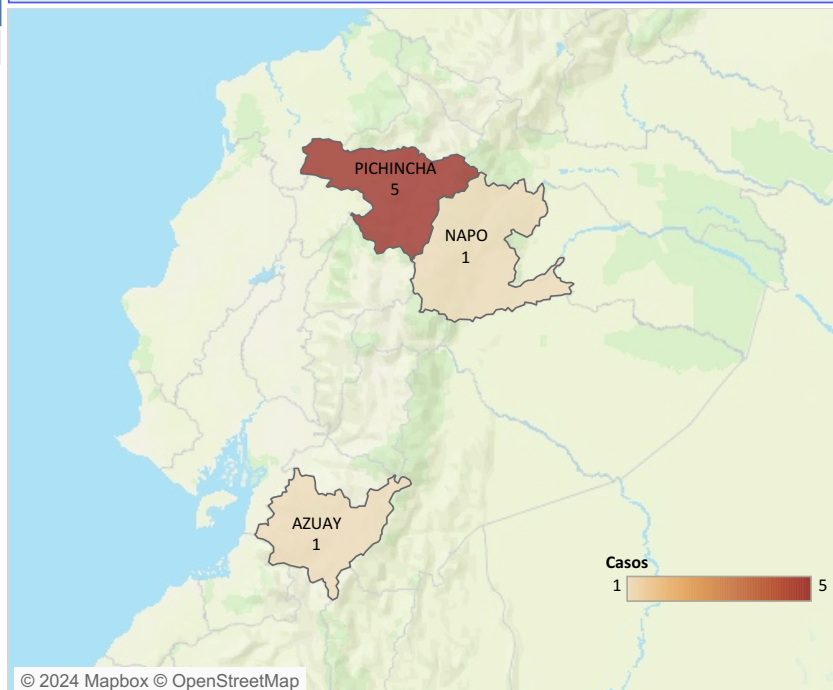 PICHINCHA
5
NAPO
1
AZUAY
1
Casos
1 5
© 2024 Mapbox © OpenStreetMap